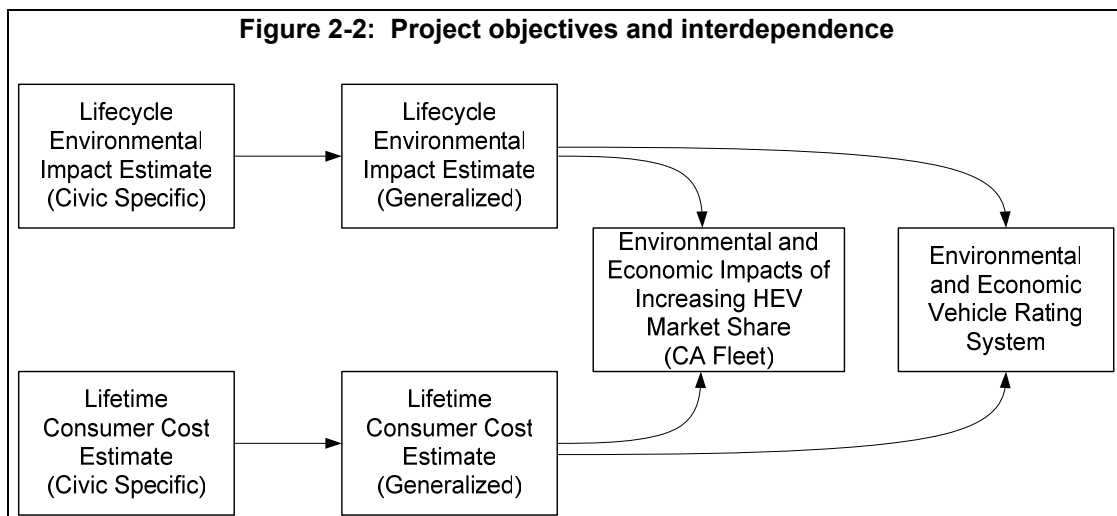 Figure 2-2: Project objectives and interdependence
Lifecycle
Environmental
Impact Estimate
(Civic Specific)
Lifecycle
Environmental
Impact Estimate
(Generalized)
Environmental and
Economic Impacts of
Increasing HEV
Market Share
(CA Fleet)
Environmental
and Economic
Vehicle Rating
System
Lifetime
Consumer Cost
Estimate
(Civic Specific)
Lifetime
Consumer Cost
Estimate
(Generalized)